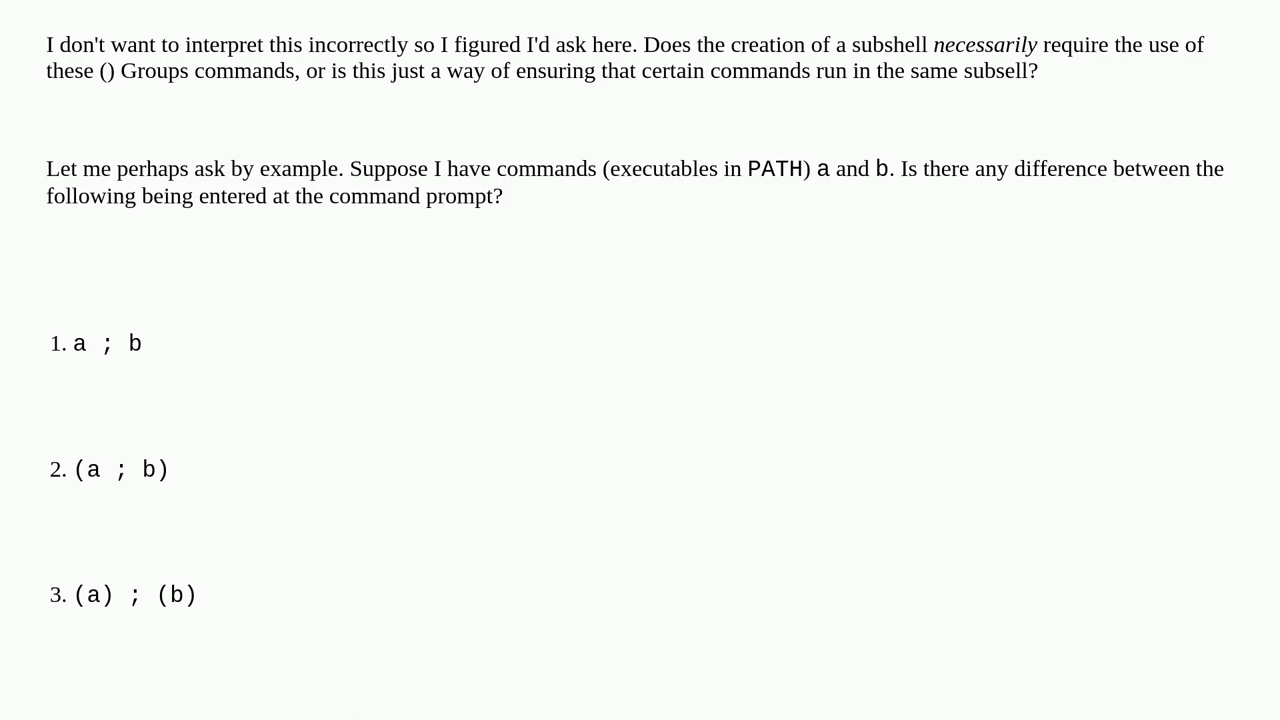 I don't want to interpret this incorrectly so I figured I'd ask here. Does the creation of a subshell necessarily require the use of
these () Groups commands, or is this just a way of ensuring that certain commands run in the same subsell?
Let me perhaps ask by example. Suppose I have commands (executables in PATH) a and b. Is there any difference between the
following being entered at the command prompt?
1. a ; b
2. (a ; b)
3. (a) ; (b)